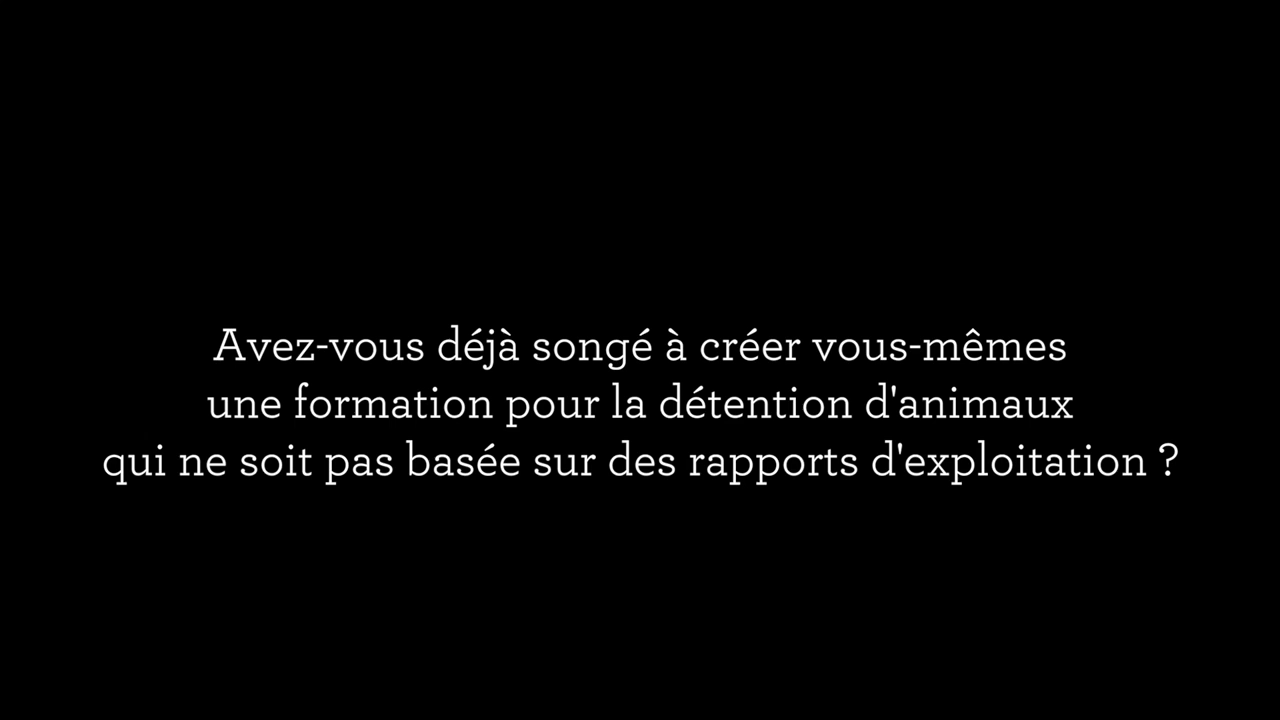 Avez-vous déjà songé à créer vous-mêmes
une formation pour la détention d'animaux
qui ne soit pas basée sur des rapports d'exploitation ?